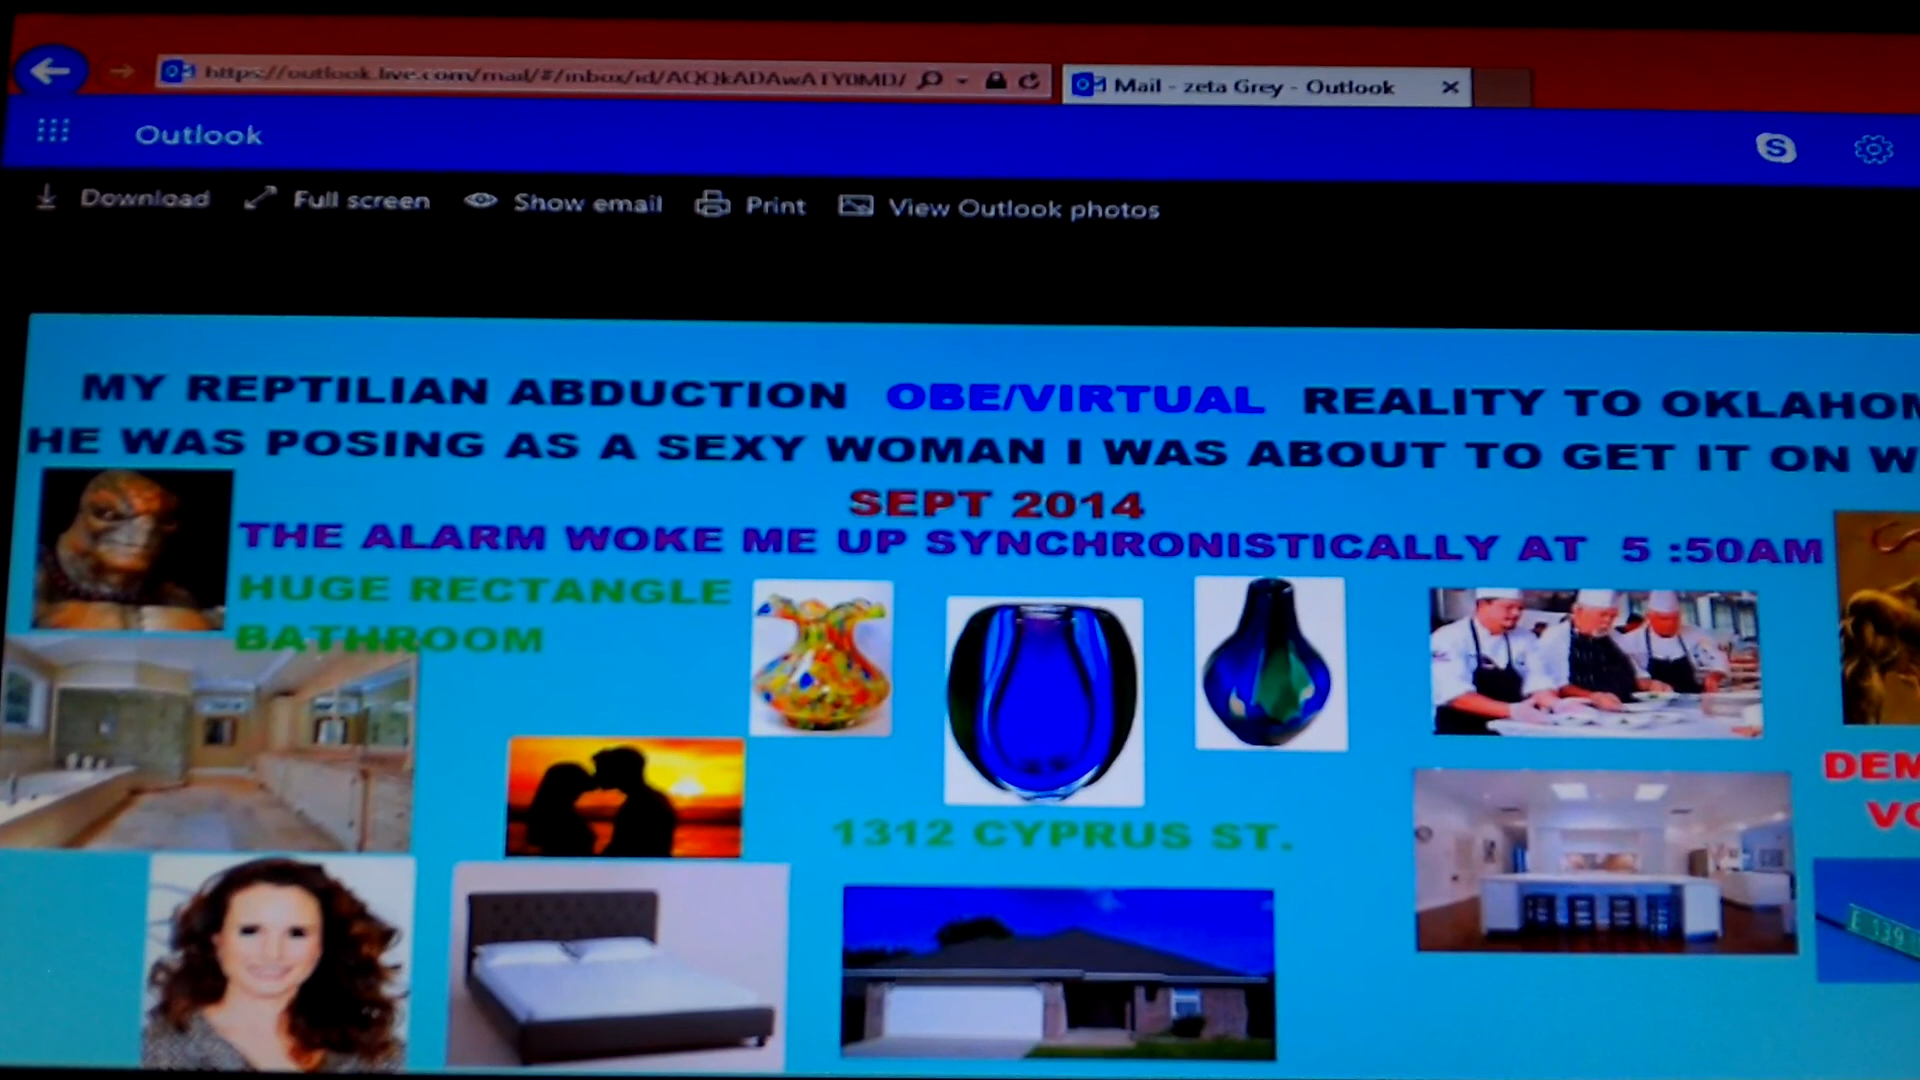 Mail - zeta Grey - Outlook
Outlook
Download Full screen Show email Print View Outlook photos
MY REPTILIAN ABDUCTION OBE/VIRTUAL REALITY TO
HE WAS POSING AS A SEXY WOMAN I WAS ABOUT TO GET IT ON
SEPT 2014
THE ALARM WOKE ME UP SYNCHRONISTICALLY AT 5 :50AM
HUGE RECTANGLE
BATHROOM
1312 CYPRUS ST.